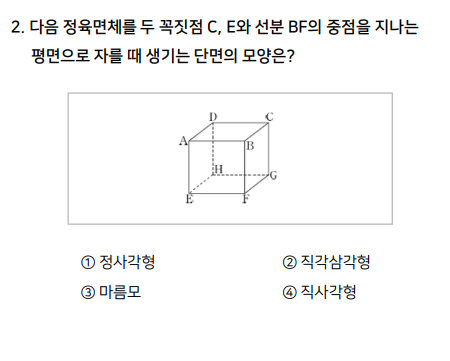 2. 다음 정육면체를 두 꼭짓점 C, E와 선분 BF의 중점을 지나는
평면으로 자를 때 생기는 단면의 모양은?
D C
A B
H G
E F
① 정사각형 ② 직각삼각형
③ 마름모 ④ 직사각형